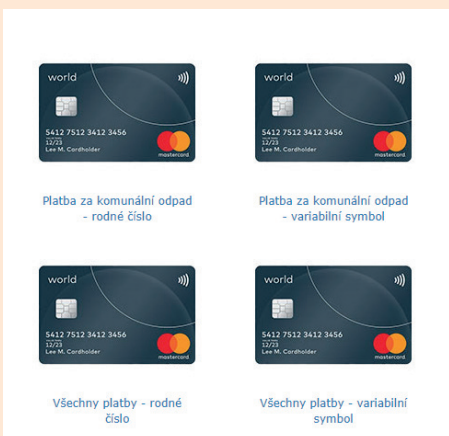 world
world
5412 7512 3412 3456
12/23
Lee M. Cardholder
mastercard
5412 7512 3412 3456
12/23
Lee M. Cardholder
mastercard
Platba za komunální odpad
- rodné číslo
Platba za komunální odpad
- variabilní symbol
world
world
5412 7512 3412 3456
12/23
Lee M. Cardholder
mastercard
5412 7512 3412 3456
12/23
Lee M. Cardholder
mastercard
Všechny platby - rodné
číslo
Všechny platby - variabilní
symbol